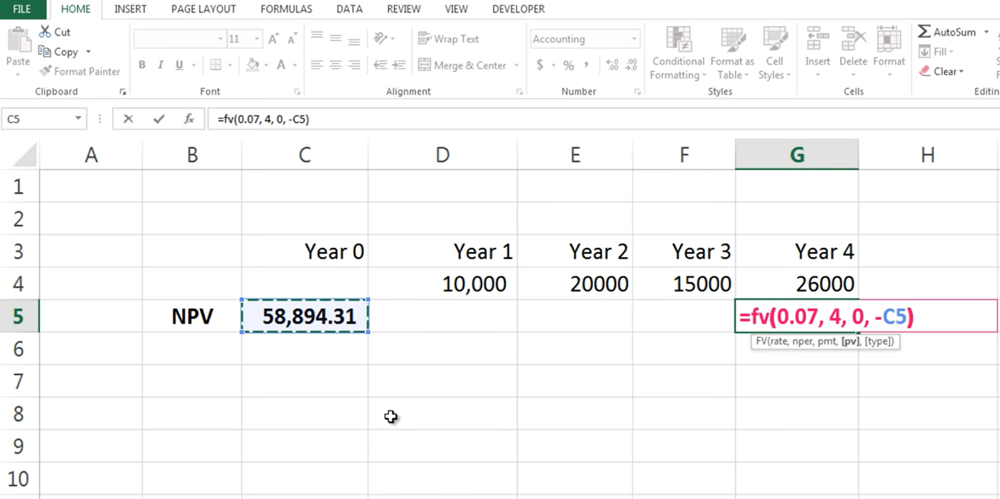 FILE HOME INSERT PAGE LAYOUT FORMULAS DATA REVIEW VIEW DEVELOPER
Paste
Cut
Copy
Format Painter
Clipboard
11 A A
B I U A
Font
Wrap Text
Merge & Center
Alignment
Accounting
$ % , .00 .00
Number
Conditional Formatting
Format as Table
Cell Styles
Styles
Insert Delete Format
Cells
Σ AutoSum
Fill
Clear
Editin
C5 fx =fv(0.07, 4, 0, -C5)
A B C D E F G H
1
2
3 Year 0 Year 1 Year 2 Year 3 Year 4
4 10,000 20000 15000 26000
5 NPV 58,894.31 =fv(0.07, 4, 0, -C5)
FV(rate, nper, pmt, [pv], [type])
6
7
8
9
10